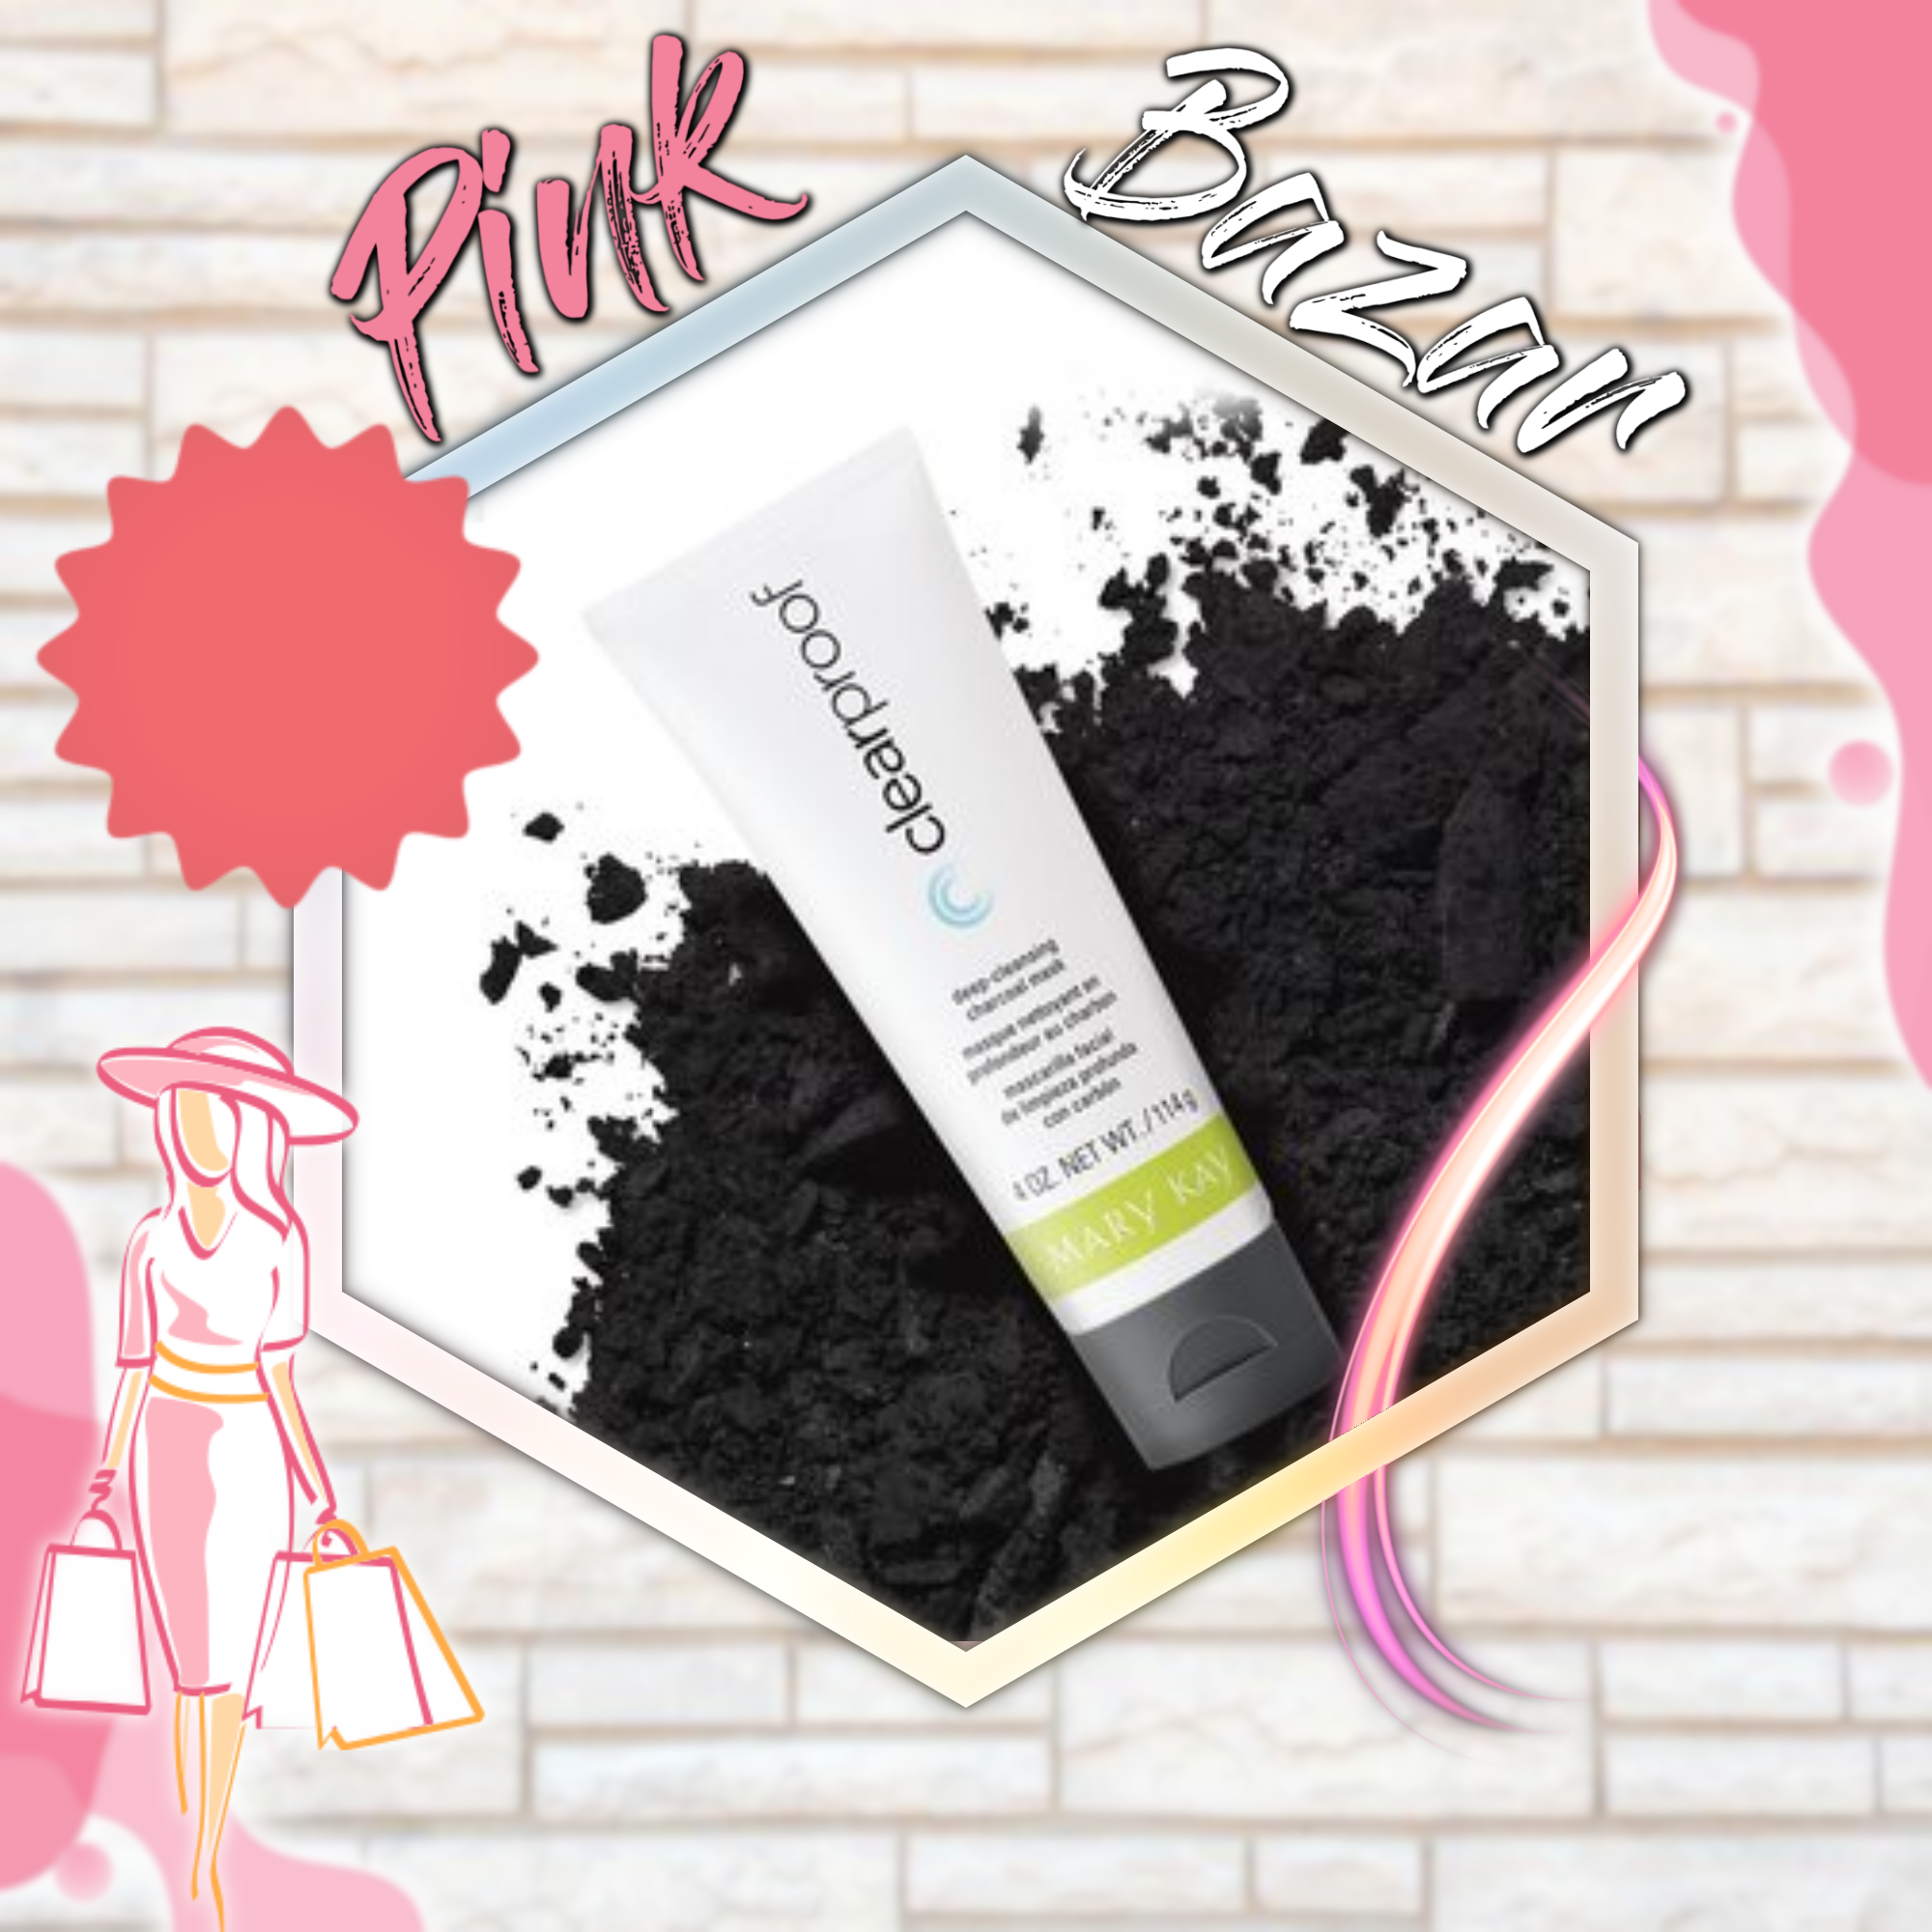 Pink
Bazar
clearproof
deep-cleansing
charcoal mask
masque nettoyant en
profondeur au charbon
mascarilla facial
de limpieza profunda
con carbón
4 OZ. NET WT./114g
MARY KAY